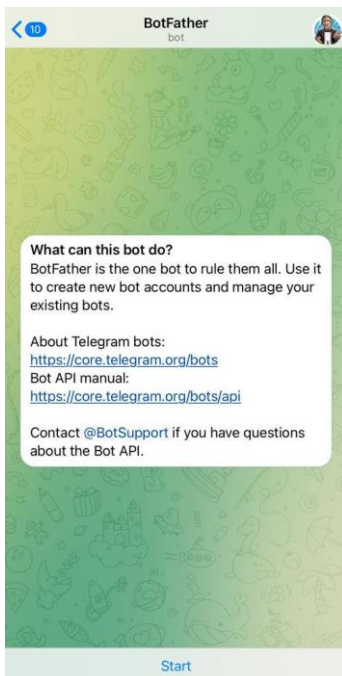 10
BotFather
bot
What can this bot do?
BotFather is the one bot to rule them all. Use it
to create new bot accounts and manage your
existing bots.
About Telegram bots:
https://core.telegram.org/bots
Bot API manual:
https://core.telegram.org/bots/api
Contact @BotSupport if you have questions
about the Bot API.
Start